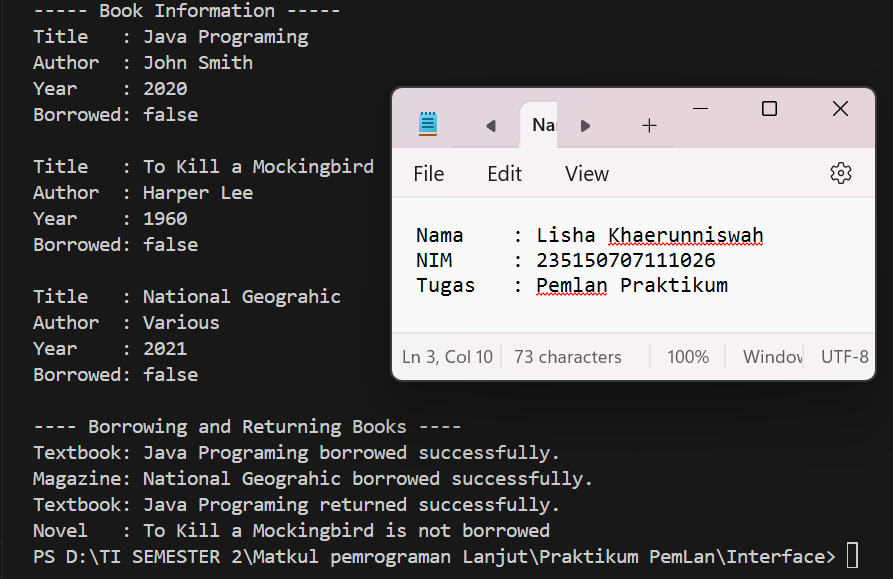 ----- Book Information -----
Title   : Java Programing
Author  : John Smith
Year    : 2020
Borrowed: false
Title   : To Kill a Mockingbird
Author  : Harper Lee
Year    : 1960
Borrowed: false
Title   : National Geograhic
Author  : Various
Year    : 2021
Borrowed: false
---- Borrowing and Returning Books ----
Textbook: Java Programing borrowed successfully.
Magazine: National Geograhic borrowed successfully.
Textbook: Java Programing returned successfully.
Novel   : To Kill a Mockingbird is not borrowed
PS D:\TI SEMESTER 2\Matkul pemrograman Lanjut\Praktikum PemLan\Interface>
File Edit View
Nama    : Lisha Khaerunniswah
NIM     : 235150707111026
Tugas   : Pemlan Praktikum
Ln 3, Col 10 73 characters 100% Window UTF-8